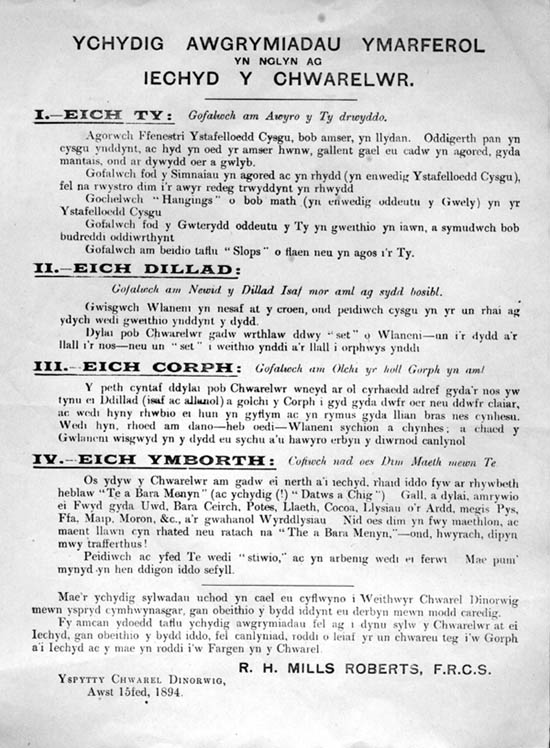 YCHYDIG AWGRYMIADAU YMARFEROL
YN NGLYN AG
IECHYD Y CHWARELWR.
I.—EICH TY: Gofalwch am Awyro y Ty drwyddo.
Agorwch Ffenestri Ystafelloedd Cysgu, bob amser, yn llydan. Oddigerth pan yn
cysgu ynddynt, ac hyd yn oed yr amser hwnw, gallent gael eu cadw yn agored, gyda
mantais, ond ar dywydd oer a gwlyb.
Gofalwch fod y Simnaiau yn agored ac yn rhydd (yn enwedig Ystafelloedd Cysgu),
fel na rwystro dim i'r awyr redeg trwyddynt yn rhwydd
Gochelwch "Hangings" o bob math (yn enwedig oddeutu y Gwely) yn yr
Ystafelloedd Cysgu
Gofalwch fod y Gwterydd oddeutu y Ty yn gweithio yn iawn, a symudwch bob
budreddi oddiwrthynt
Gofalwch am beidio taflu "Slops" o flaen neu yn agos i'r Ty.
II.—EICH DILLAD:
Gofalwch am Newid y Dillad Isaf mor aml ag sydd bosibl.
Gwisgwch Wlaneni yn nesaf at y croen, ond peidiwch cysgu yn yr un rhai ag
ydych wedi gweithio ynddynt y dydd.
Dylai pob Chwarelwr gadw wrthlaw ddwy "set" o Wlaneni—un i'r dydd a'r
llall i'r nos—neu un "set" i weithio ynddi a'r llall i orphwys ynddi
III.—EICH CORPH: Gofalwch am Olchi yr holl Gorph yn aml
Y peth cyntaf ddylai pob Chwarelwr wneyd ar ol cyrhaedd adref gyda'r nos yw
tynu ei Ddillad (isaf ac allanol) a golchi y Corph i gyd gyda dwfr oer neu ddwfr claiar,
ac wedi hyny rhwbio ei hun yn gyflym ac yn rymus gyda llian bras nes cynhesu.
Wedi hyn, rhoed am dano—heb oedi—Wlaneni sychion a chynhes; a chaed y
Gwlaneni wisgwyd yn y dydd eu sychu a'u hawyro erbyn y diwrnod canlynol
IV.—EICH YMBORTH: Cofiwch nad oes Dim Maeth mewn Te
Os ydyw y Chwarelwr am gadw ei nerth a'i iechyd, rhaid iddo fyw ar rhywbeth
heblaw "Te a Bara Menyn" (ac ychydig (!) "Datws a Chig") Gall, a dylai, amrywio
ei Fwyd gyda Uwd, Bara Ceirch, Potes, Llaeth, Cocoa, Llysiau o'r Ardd, megis Pys,
Ffa, Maip, Moron, &c., a'r gwahanol Wyrddlysiau Nid oes dim yn fwy maethlon, ac
maent llawn cyn rhated neu ratach na "The a Bara Menyn,"—ond, hwyrach, dipyn
mwy trafferthus!
Peidiwch ac yfed Te wedi "stiwio," ac yn arbenig wedi ei ferwi Mae pum'
mynyd yn hen ddigon iddo sefyll.
Mae'r ychydig sylwadau uchod yn cael eu cyflwyno i Weithwyr Chwarel Dinorwig
mewn yspryd cymhwynasgar, gan obeithio y bydd iddynt eu derbyn mewn modd caredig.
Fy amcan ydoedd taflu ychydig awgrymiadau fel ag i dynu sylw y Chwarelwr at ei
Iechyd, gan obeithio y bydd iddo, fel canlyniad, roddi o leiaf yr un chwareu teg i'w Gorph
a'i Iechyd ac y mae yn roddi i'w Fargen yn y Chwarel.
R. H. MILLS ROBERTS, F.R.C.S.
YSPYTTY CHWAREL DINORWIG,
Awst 15fed, 1894.